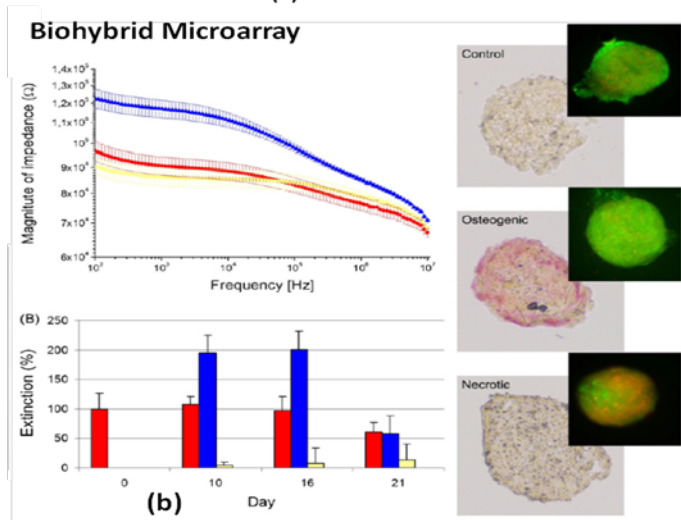 Biohybrid Microarray
Magnitude of impedance (Ω)
1,4x10⁵
1,2x10⁵
1,1x10⁵
10⁵
9x10⁴
8x10⁴
7x10⁴
6x10⁴
10² 10³ 10⁴ 10⁵ 10⁶ 10⁷
Frequency [Hz]
(B)
Extinction (%)
250
200
150
100
50
0
0 10 16 21
(b) Day
Control
Osteogenic
Necrotic